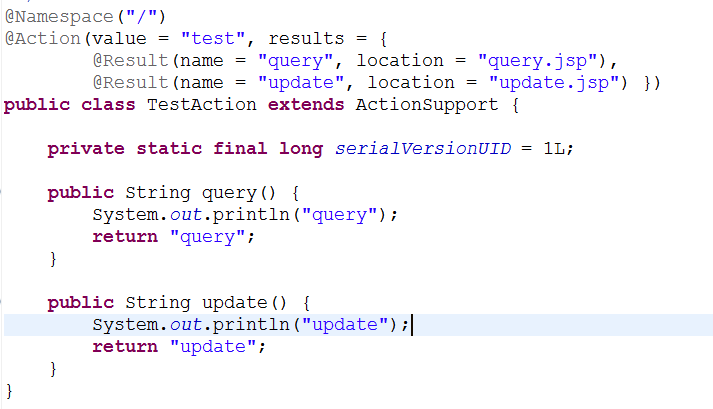 @Namespace("/")
@Action(value = "test", results = {
        @Result(name = "query", location = "query.jsp"),
        @Result(name = "update", location = "update.jsp") })
public class TestAction extends ActionSupport {

    private static final long serialVersionUID = 1L;

    public String query() {
        System.out.println("query");
        return "query";
    }

    public String update() {
        System.out.println("update");
        return "update";
    }
}